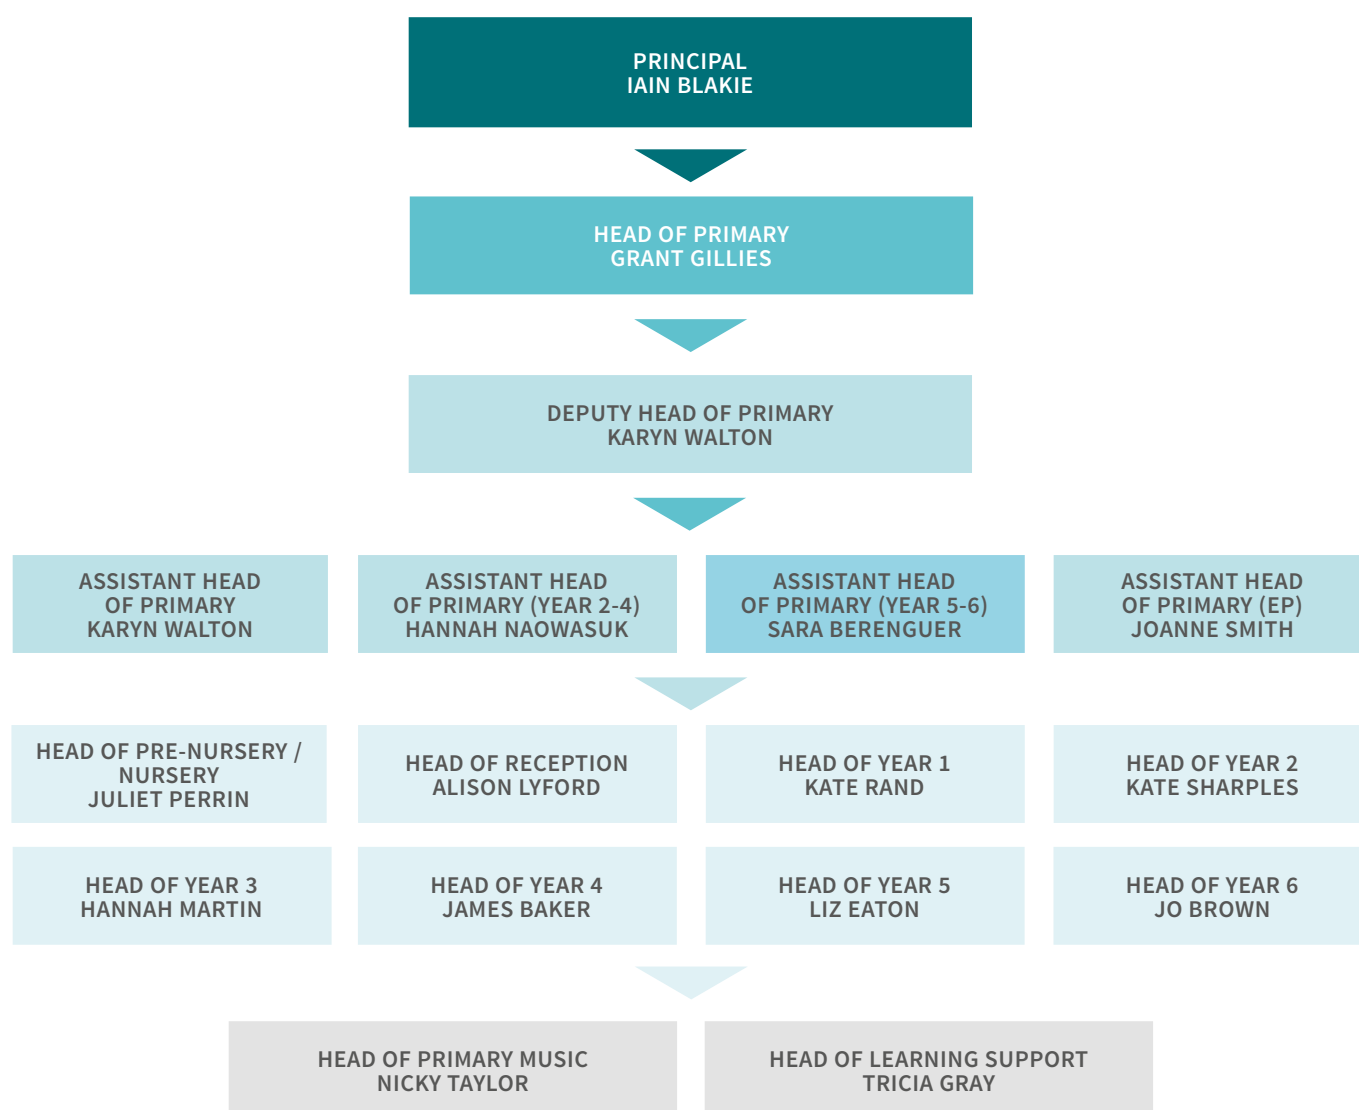 PRINCIPAL
IAIN BLAKIE
HEAD OF PRIMARY
GRANT GILLIES
DEPUTY HEAD OF PRIMARY
KARYN WALTON
ASSISTANT HEAD
OF PRIMARY
KARYN WALTON
ASSISTANT HEAD
OF PRIMARY (YEAR 2-4)
HANNAH NAOWASUK
ASSISTANT HEAD
OF PRIMARY (YEAR 5-6)
SARA BERENGUER
ASSISTANT HEAD
OF PRIMARY (EP)
JOANNE SMITH
HEAD OF PRE-NURSERY /
NURSERY
JULIET PERRIN
HEAD OF RECEPTION
ALISON LYFORD
HEAD OF YEAR 1
KATE RAND
HEAD OF YEAR 2
KATE SHARPLES
HEAD OF YEAR 3
HANNAH MARTIN
HEAD OF YEAR 4
JAMES BAKER
HEAD OF YEAR 5
LIZ EATON
HEAD OF YEAR 6
JO BROWN
HEAD OF PRIMARY MUSIC
NICKY TAYLOR
HEAD OF LEARNING SUPPORT
TRICIA GRAY